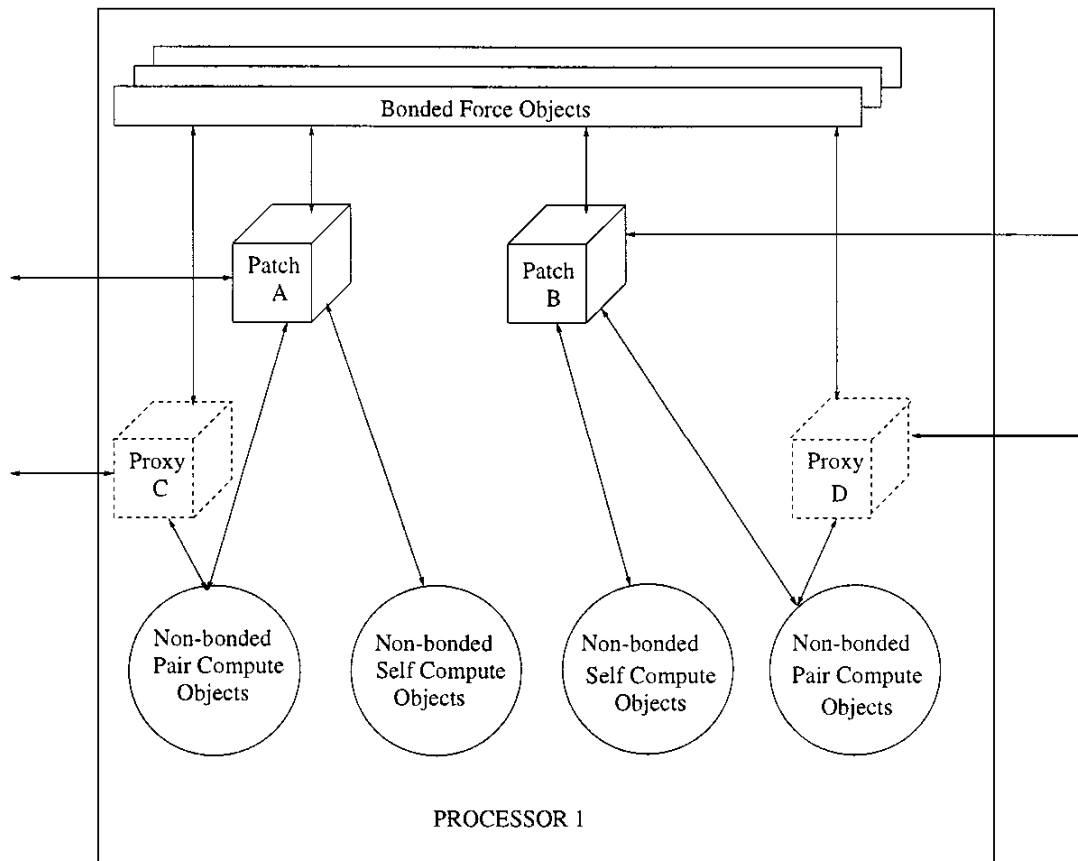 Bonded Force Objects
Patch
A
Patch
B
Proxy
C
Proxy
D
Non-bonded
Pair Compute
Objects
Non-bonded
Self Compute
Objects
Non-bonded
Self Compute
Objects
Non-bonded
Pair Compute
Objects
PROCESSOR 1